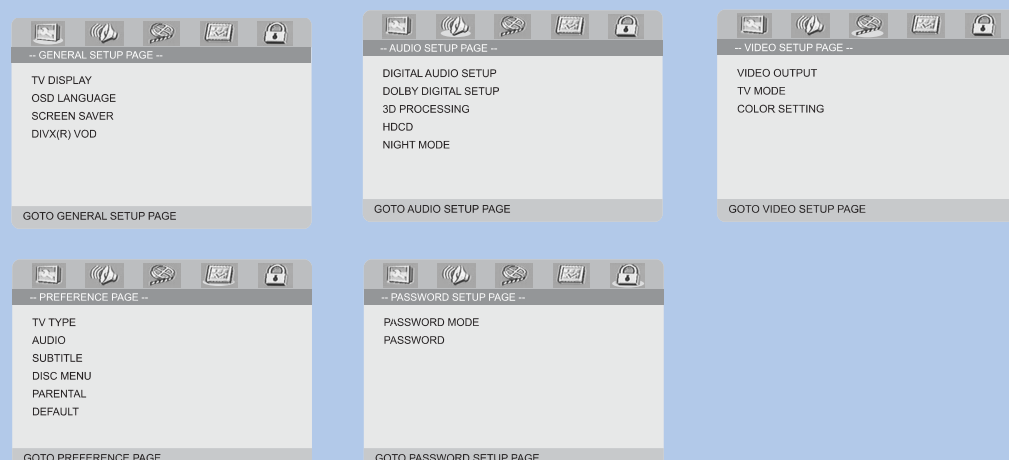 -- GENERAL SETUP PAGE --
TV DISPLAY
OSD LANGUAGE
SCREEN SAVER
DIVX(R) VOD
GOTO GENERAL SETUP PAGE
-- AUDIO SETUP PAGE --
DIGITAL AUDIO SETUP
DOLBY DIGITAL SETUP
3D PROCESSING
HDCD
NIGHT MODE
GOTO AUDIO SETUP PAGE
-- VIDEO SETUP PAGE --
VIDEO OUTPUT
TV MODE
COLOR SETTING
GOTO VIDEO SETUP PAGE
-- PREFERENCE PAGE --
TV TYPE
AUDIO
SUBTITLE
DISC MENU
PARENTAL
DEFAULT
GOTO PREFERENCE PAGE
-- PASSWORD SETUP PAGE --
PASSWORD MODE
PASSWORD
GOTO PASSWORD SETUP PAGE